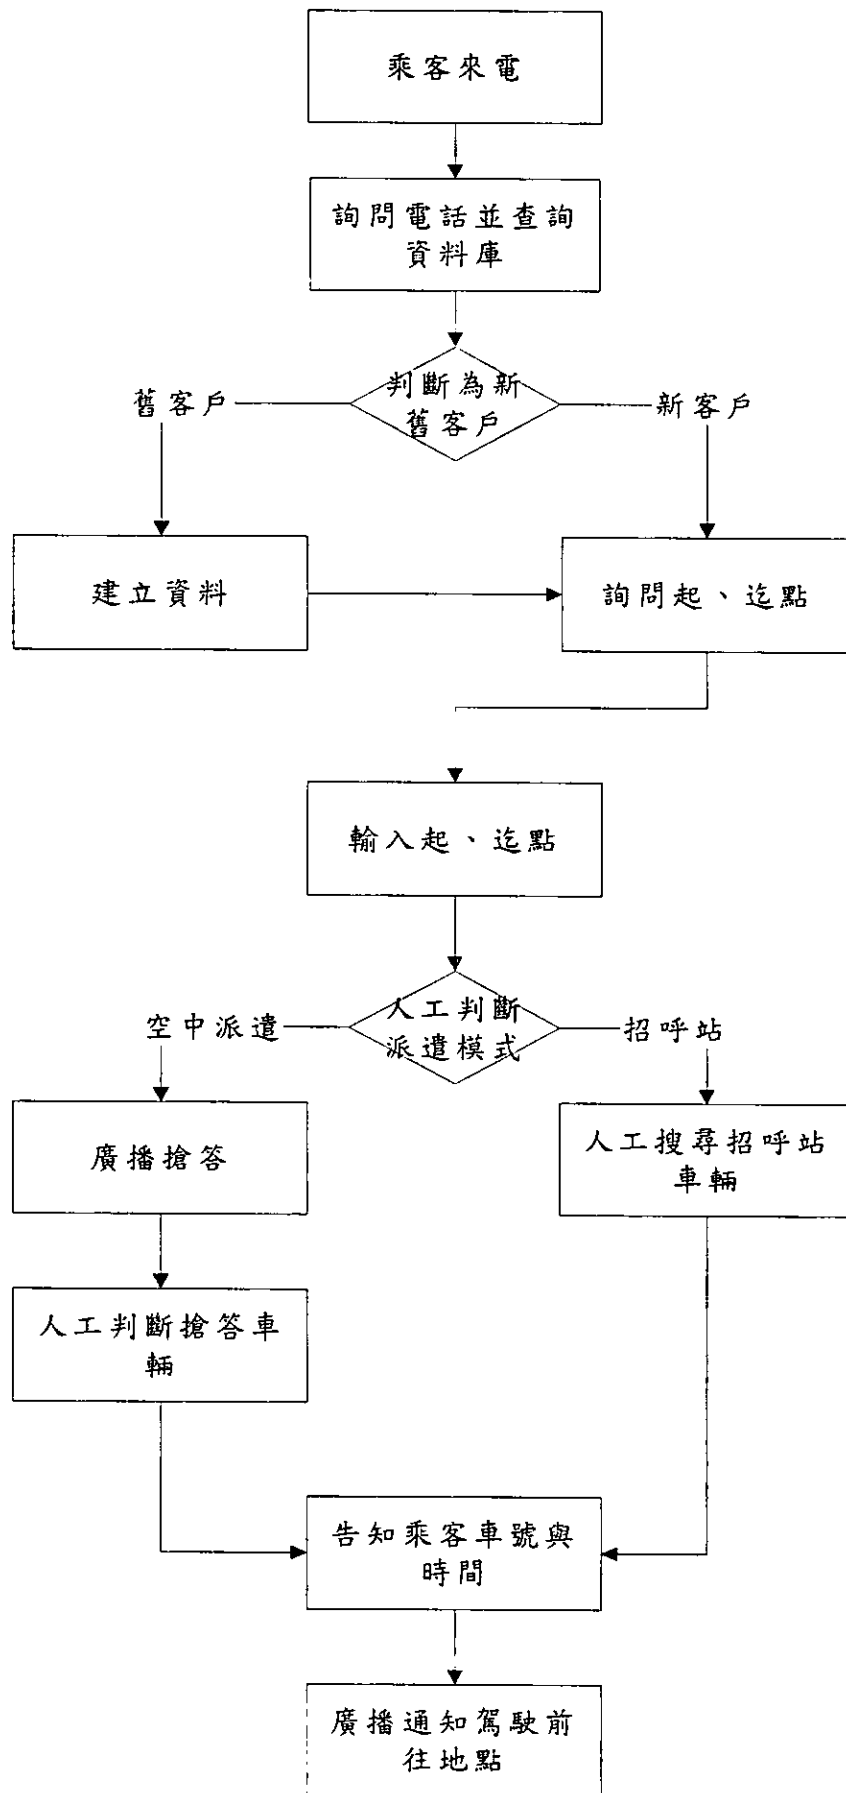 乘客來電
詢問電話並查詢
資料庫
判斷為新
舊客戶
舊客戶
新客戶
建立資料
詢問起、迄點
輸入起、迄點
人工判斷
派遣模式
空中派遣
招呼站
廣播搶答
人工搜尋招呼站
車輛
人工判斷搶答車
輛
告知乘客車號與
時間
廣播通知駕駛前
往地點